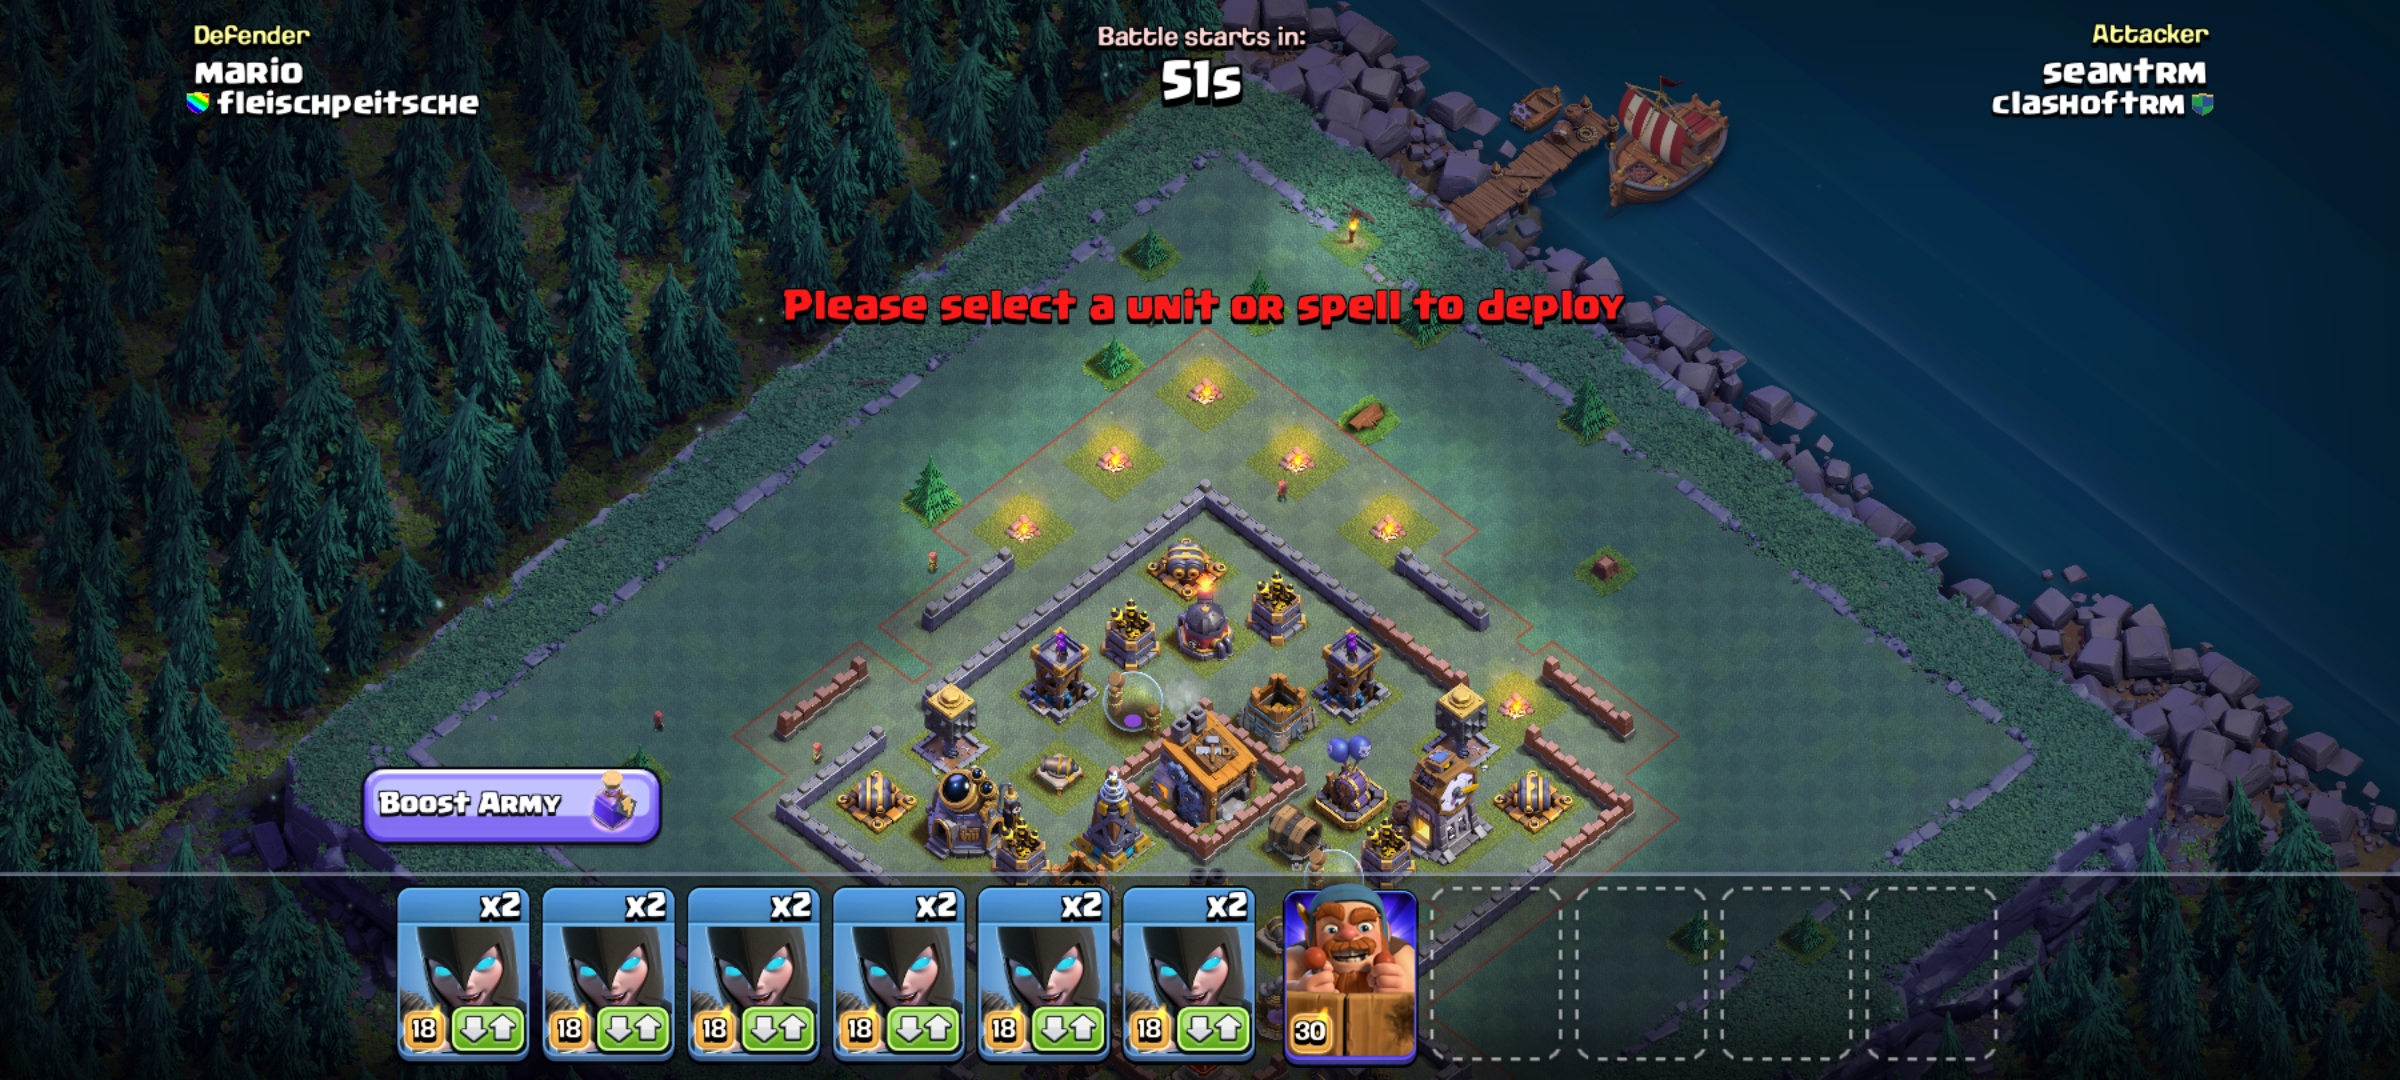 Defender
Mario
fleischpeitsche
Battle starts in:
51s
Attacker
seantrm
clashoftrm
Please select a unit or spell to deploy
Boost Army
x2
x2
x2
x2
x2
x2
18
18
18
18
18
18
30